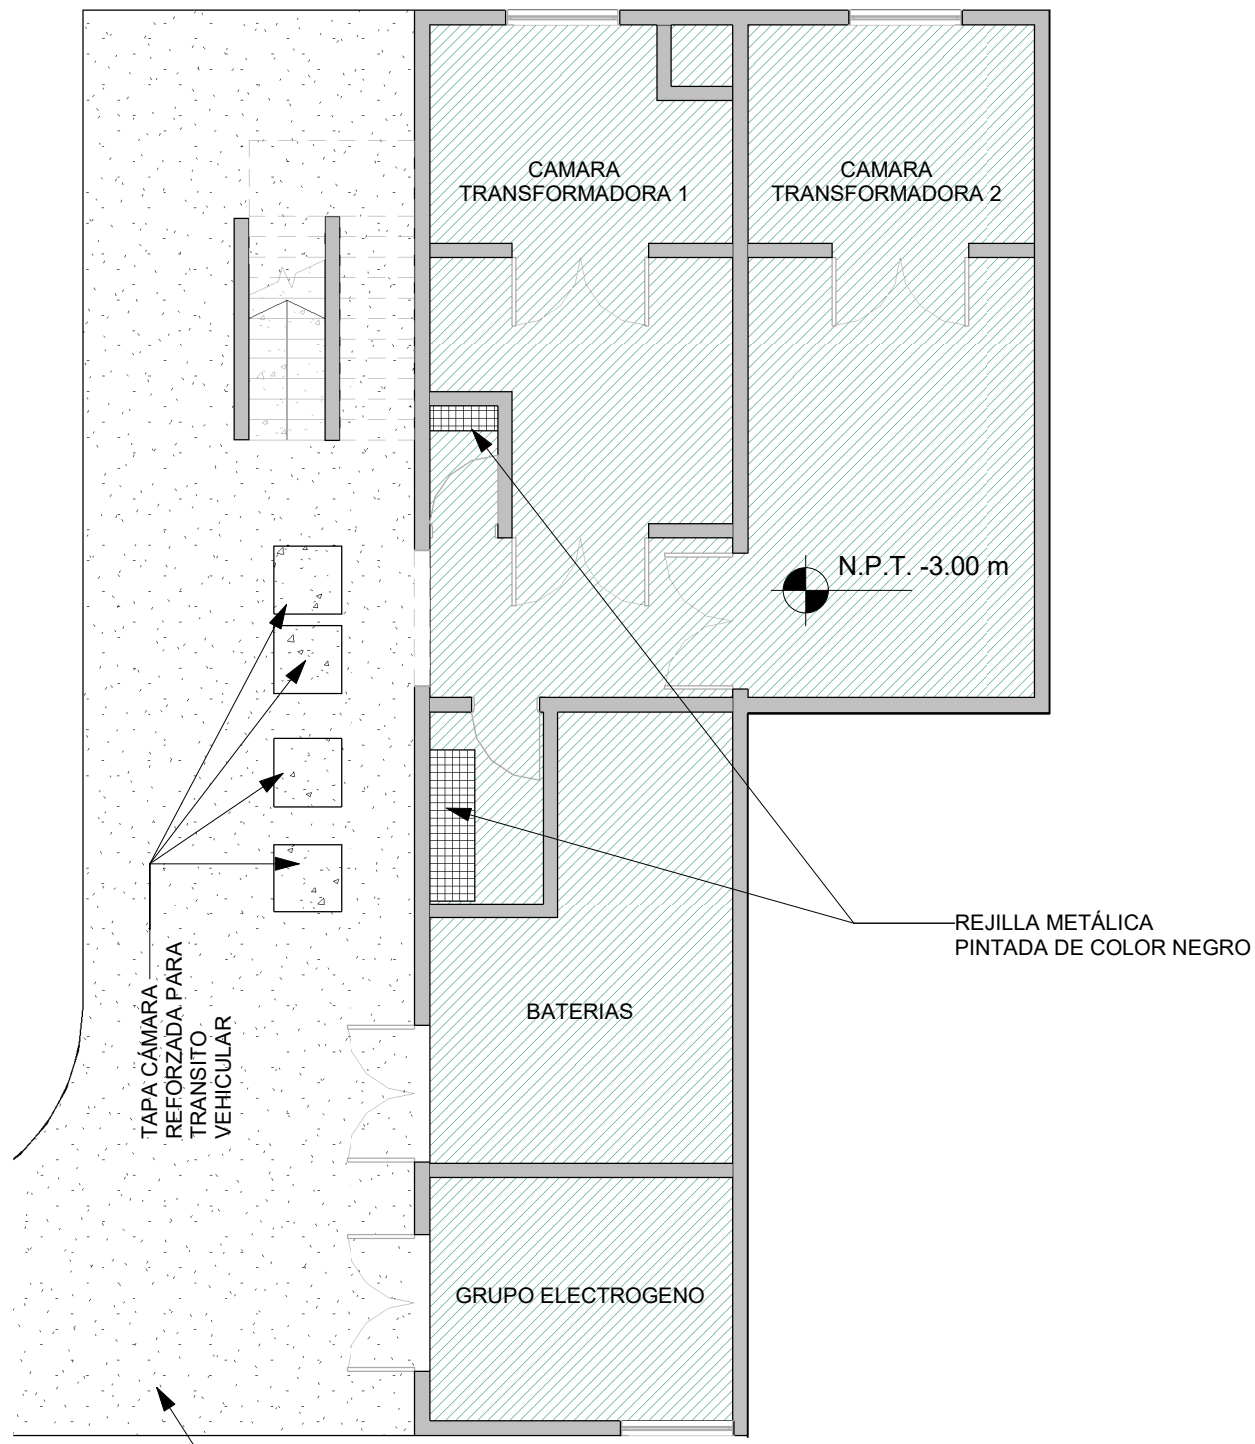 CAMARA
TRANSFORMADORA 1
CAMARA
TRANSFORMADORA 2
N.P.T. -3.00 m
REJILLA METÁLICA
PINTADA DE COLOR NEGRO
TAPA CÁMARA
REFORZADA PARA
TRANSITO
VEHICULAR
BATERIAS
GRUPO ELECTROGENO